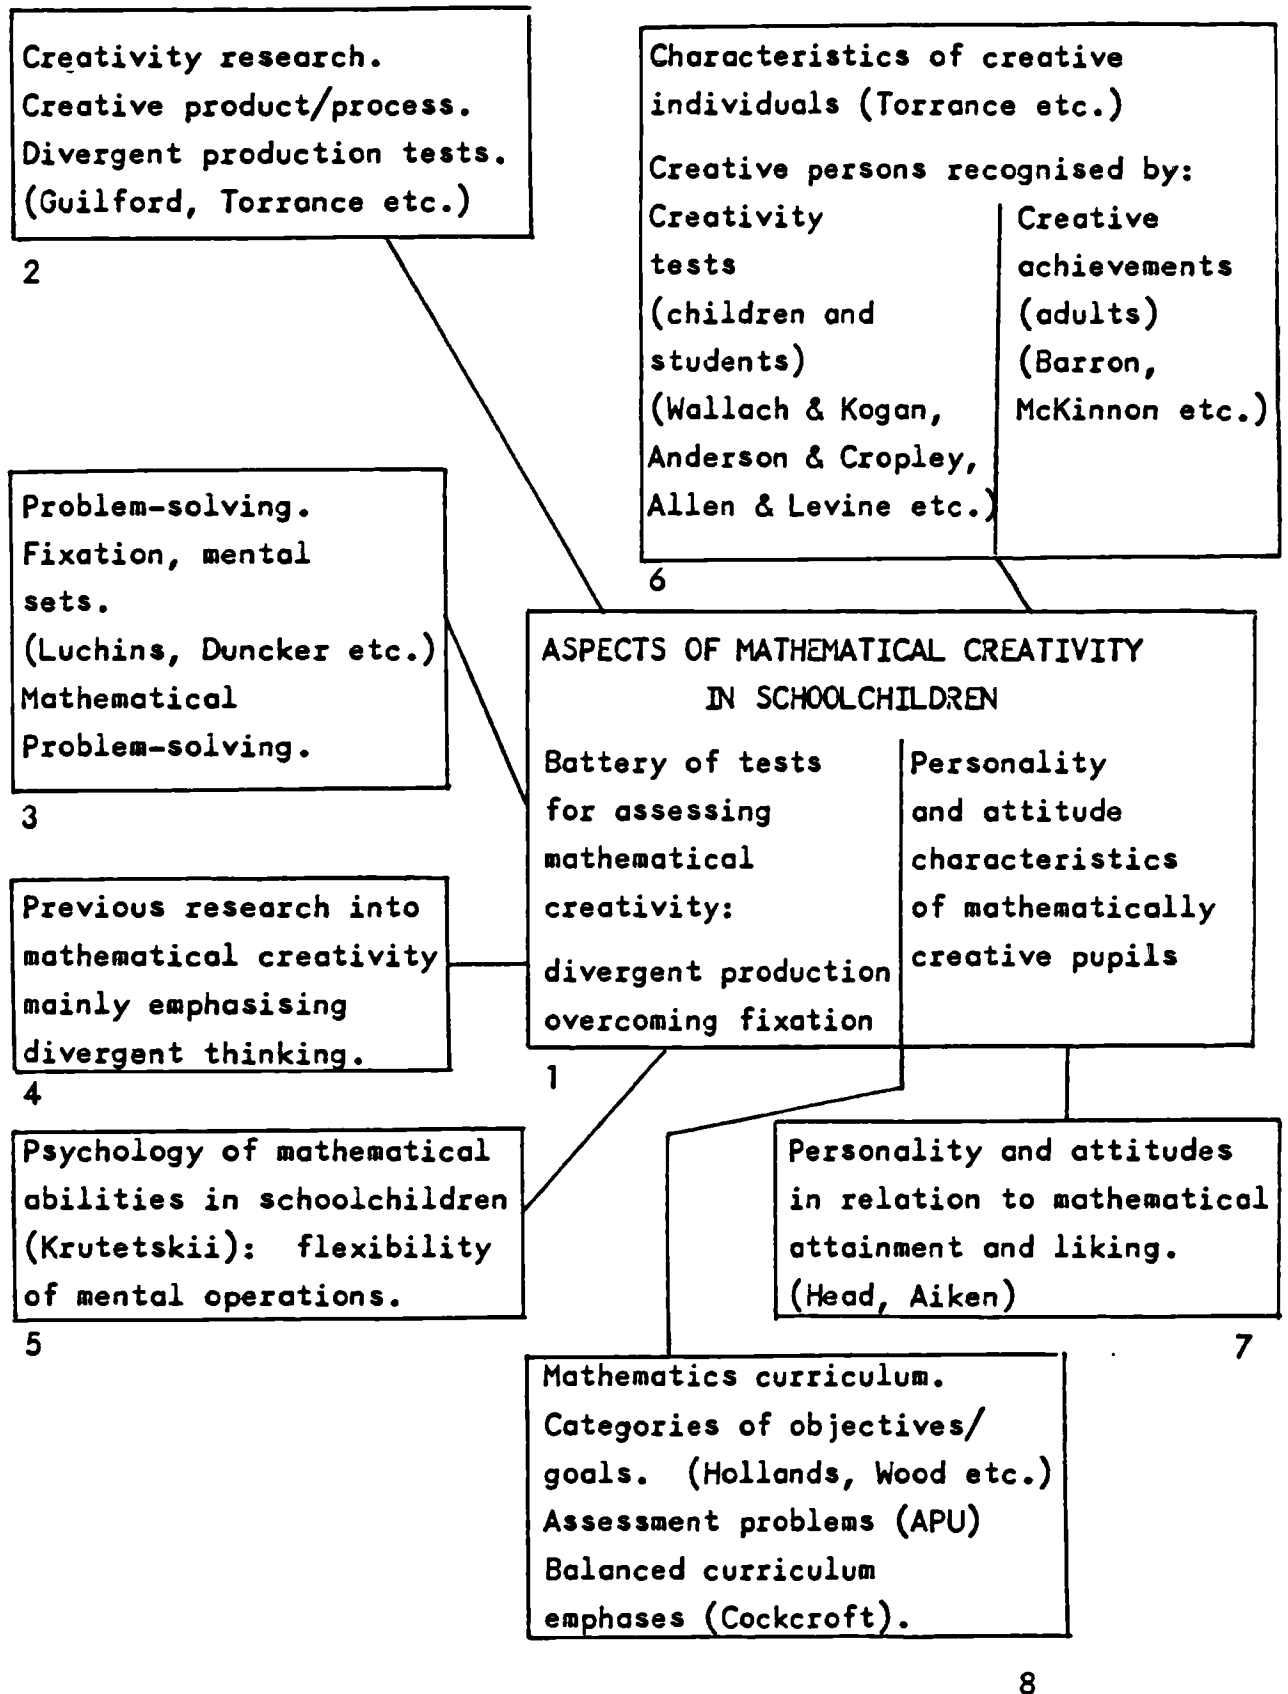 Creativity research.
Creative product/process.
Divergent production tests.
(Guilford, Torrance etc.)
2
Characteristics of creative
individuals (Torrance etc.)
Creative persons recognised by:
Creativity
tests
(children and
students)
(Wallach & Kogan,
Anderson & Cropley,
Allen & Levine etc.)
Creative
achievements
(adults)
(Barron,
McKinnon etc.)
6
Problem-solving.
Fixation, mental
sets.
(Luchins, Duncker etc.)
Mathematical
Problem-solving.
3
ASPECTS OF MATHEMATICAL CREATIVITY
IN SCHOOLCHILDREN
Battery of tests
for assessing
mathematical
creativity:
divergent production
overcoming fixation
Personality
and attitude
characteristics
of mathematically
creative pupils
1
Previous research into
mathematical creativity
mainly emphasising
divergent thinking.
4
Psychology of mathematical
abilities in schoolchildren
(Krutetskii): flexibility
of mental operations.
5
Personality and attitudes
in relation to mathematical
attainment and liking.
(Head, Aiken)
7
Mathematics curriculum.
Categories of objectives/
goals. (Hollands, Wood etc.)
Assessment problems (APU)
Balanced curriculum
emphases (Cockcroft).
8